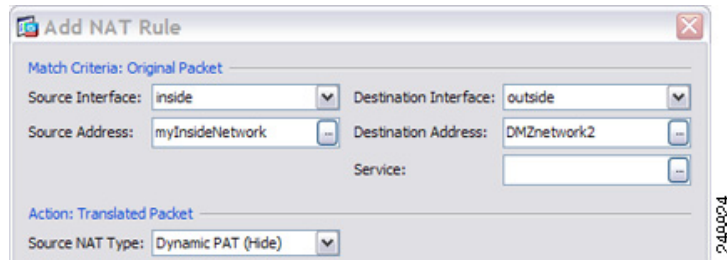 Add NAT Rule
Match Criteria: Original Packet
Source Interface: inside Destination Interface: outside
Source Address: myInsideNetwork ... Destination Address: DMZnetwork2 ...
Service: ...
Action: Translated Packet
Source NAT Type: Dynamic PAT (Hide)
248924